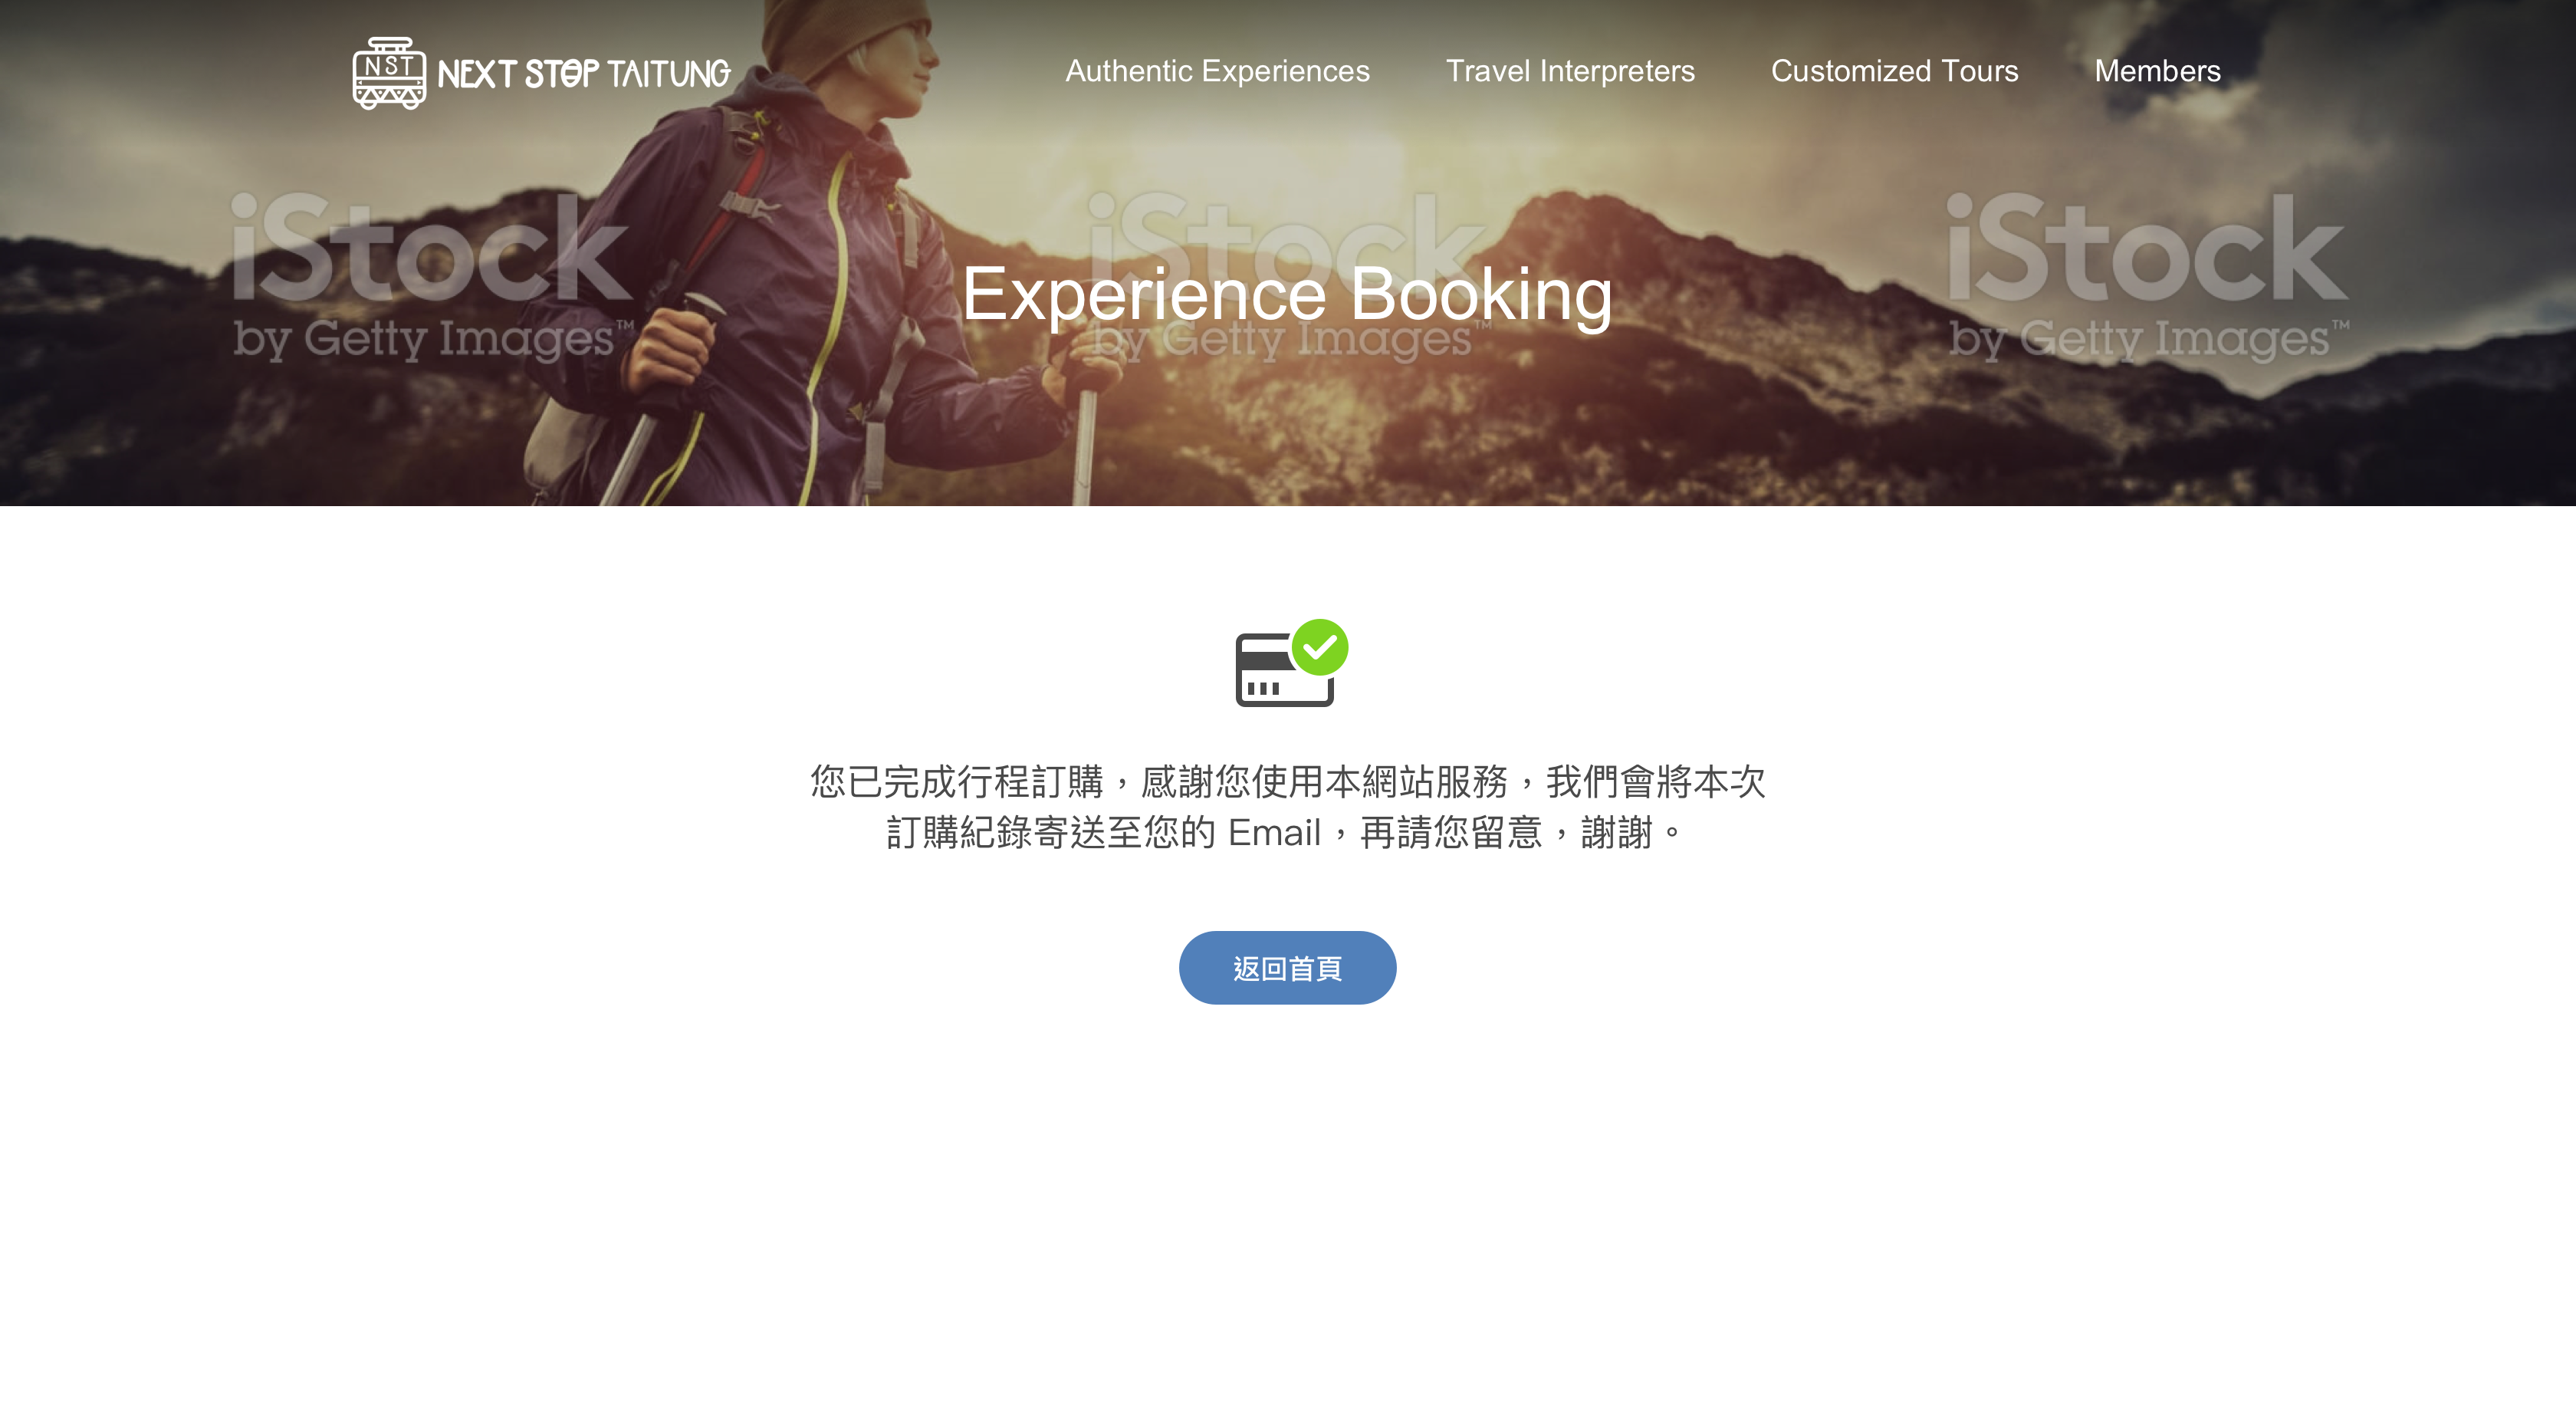 NST NEXT STOP TAITUNG
Authentic Experiences Travel Interpreters Customized Tours Members
iStock iStock iStock
by Getty Images™ by Getty Images™ by Getty Images™
Experience Booking
您已完成行程訂購，感謝您使用本網站服務，我們會將本次
訂購紀錄寄送至您的 Email，再請您留意，謝謝。
返回首頁